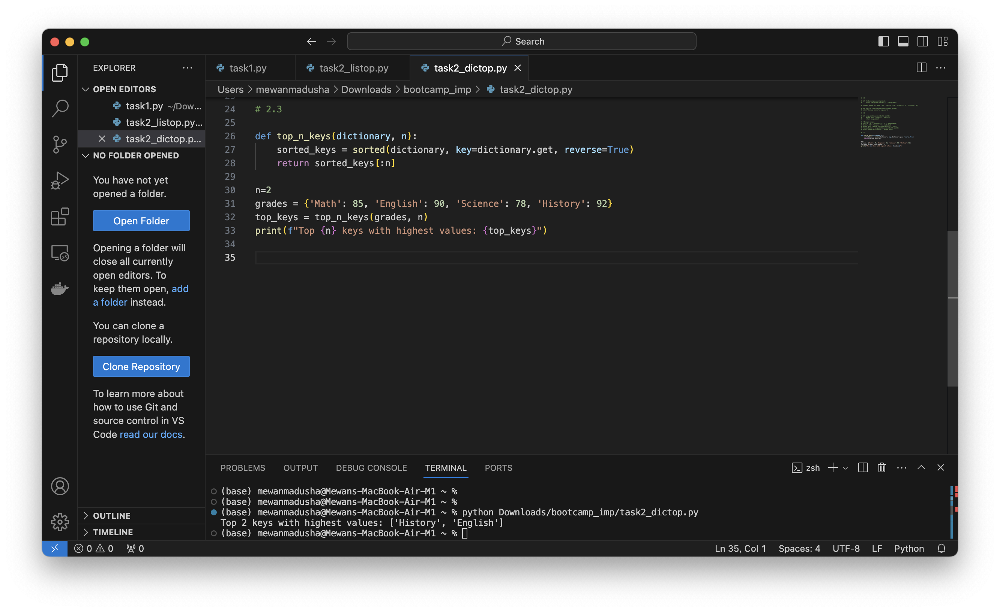 Search
EXPLORER
task1.py
task2_listop.py
task2_dictop.py
OPEN EDITORS
task1.py ~/Dow...
task2_listop.py...
task2_dictop.p...
NO FOLDER OPENED
You have not yet
opened a folder.
Open Folder
Opening a folder will
close all currently
open editors. To
keep them open, add
a folder instead.
You can clone a
repository locally.
Clone Repository
To learn more about
how to use Git and
source control in VS
Code read our docs.
OUTLINE
TIMELINE
Users > mewanmadusha > Downloads > bootcamp_imp > task2_dictop.py
24 # 2.3
25
26 def top_n_keys(dictionary, n):
27     sorted_keys = sorted(dictionary, key=dictionary.get, reverse=True)
28     return sorted_keys[:n]
29
30 n=2
31 grades = {'Math': 85, 'English': 90, 'Science': 78, 'History': 92}
32 top_keys = top_n_keys(grades, n)
33 print(f"Top {n} keys with highest values: {top_keys}")
34
35
PROBLEMS OUTPUT DEBUG CONSOLE TERMINAL PORTS
zsh
(base) mewanmadusha@Mewans-MacBook-Air-M1 ~ %
(base) mewanmadusha@Mewans-MacBook-Air-M1 ~ %
(base) mewanmadusha@Mewans-MacBook-Air-M1 ~ % python Downloads/bootcamp_imp/task2_dictop.py
Top 2 keys with highest values: ['History', 'English']
(base) mewanmadusha@Mewans-MacBook-Air-M1 ~ %
0 0 0
Ln 35, Col 1 Spaces: 4 UTF-8 LF Python